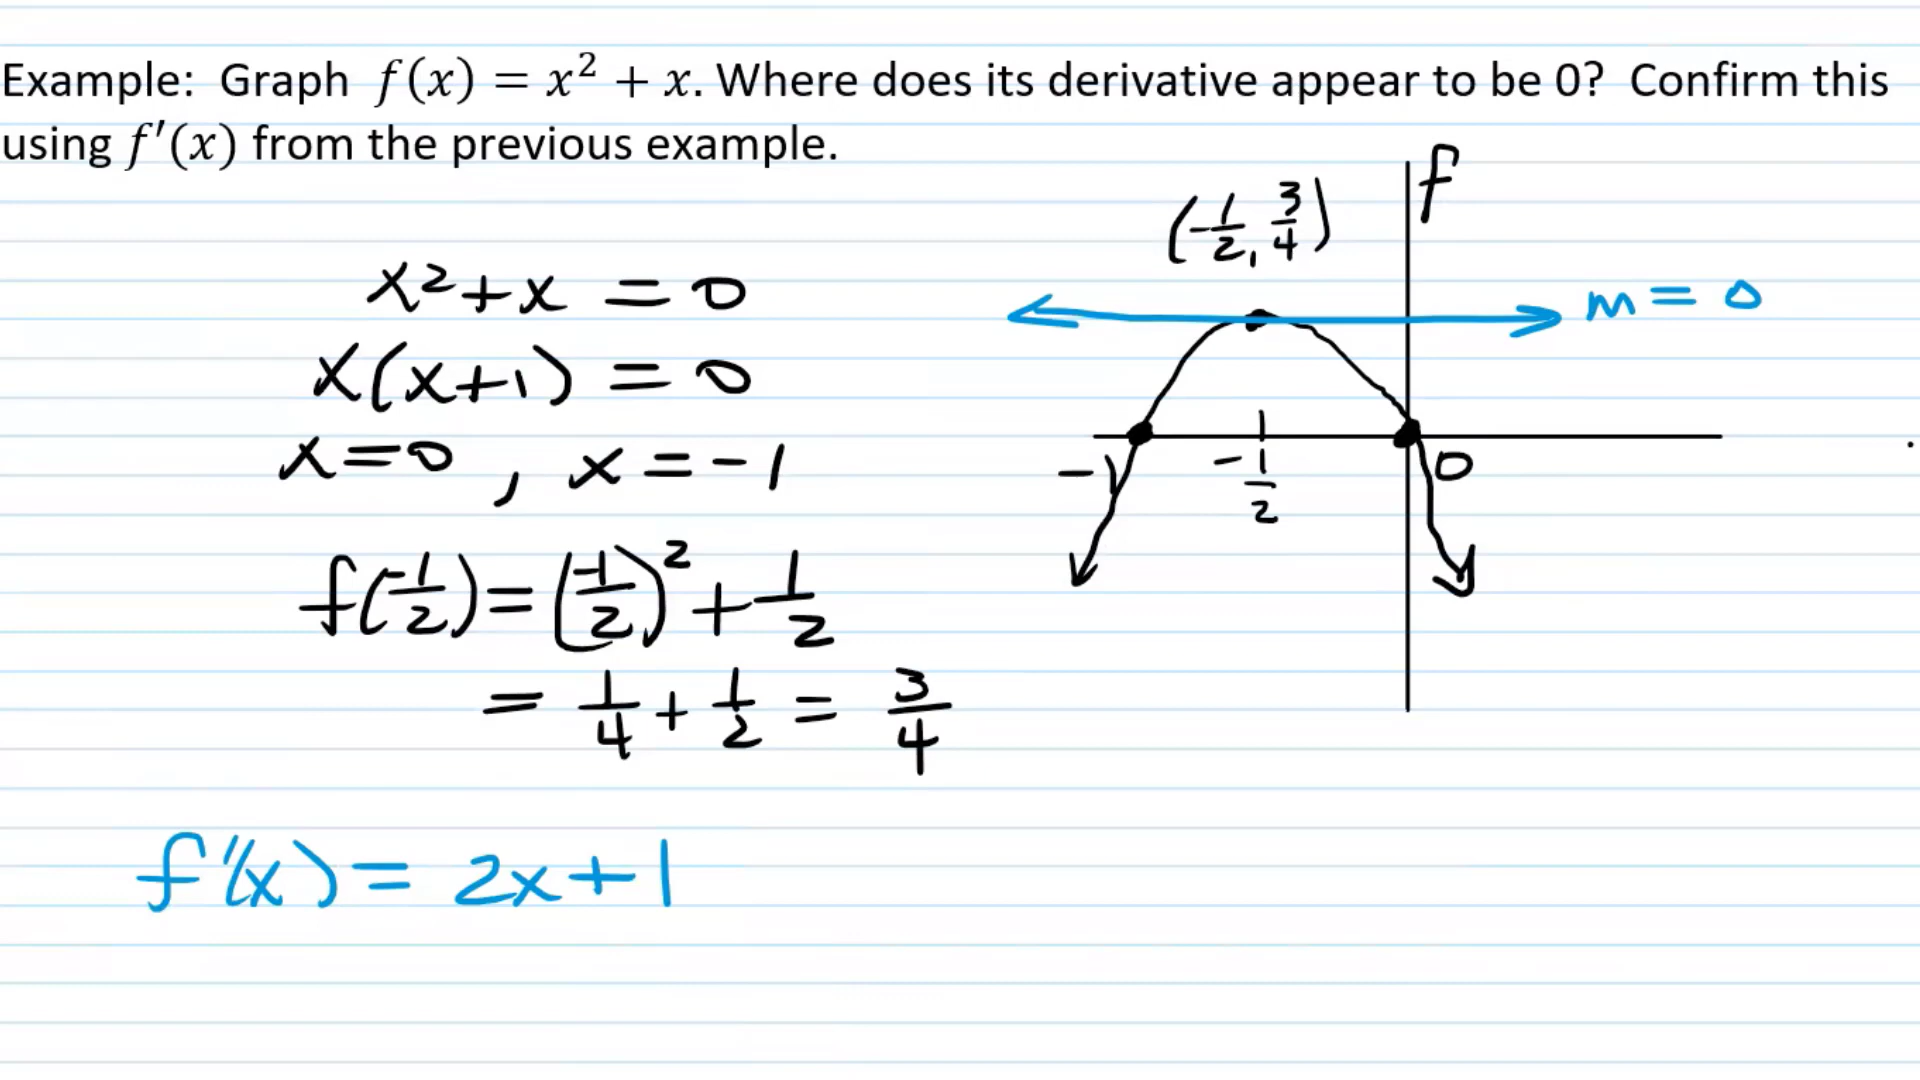 Example: Graph f(x) = x² + x. Where does its derivative appear to be 0? Confirm this
using f′(x) from the previous example.
x² + x = 0
x(x+1) = 0
x=0, x = -1
f(-1/2) = (-1/2)² + 1/2
= 1/4 + 1/2 = 3/4
f'(x) = 2x+1
f
(-1/2, 3/4)
m = 0
-1
-1/2
0